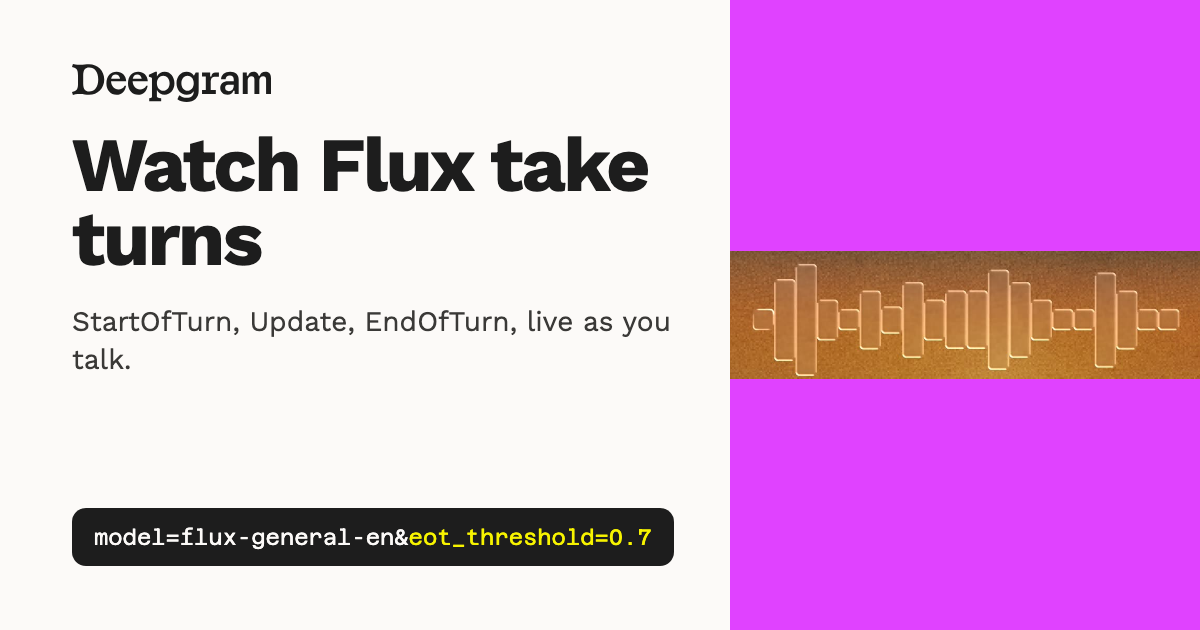 Deepgram
Watch Flux take
turns
StartOfTurn, Update, EndOfTurn, live as you
talk.
model=flux-general-en&eot_threshold=0.7